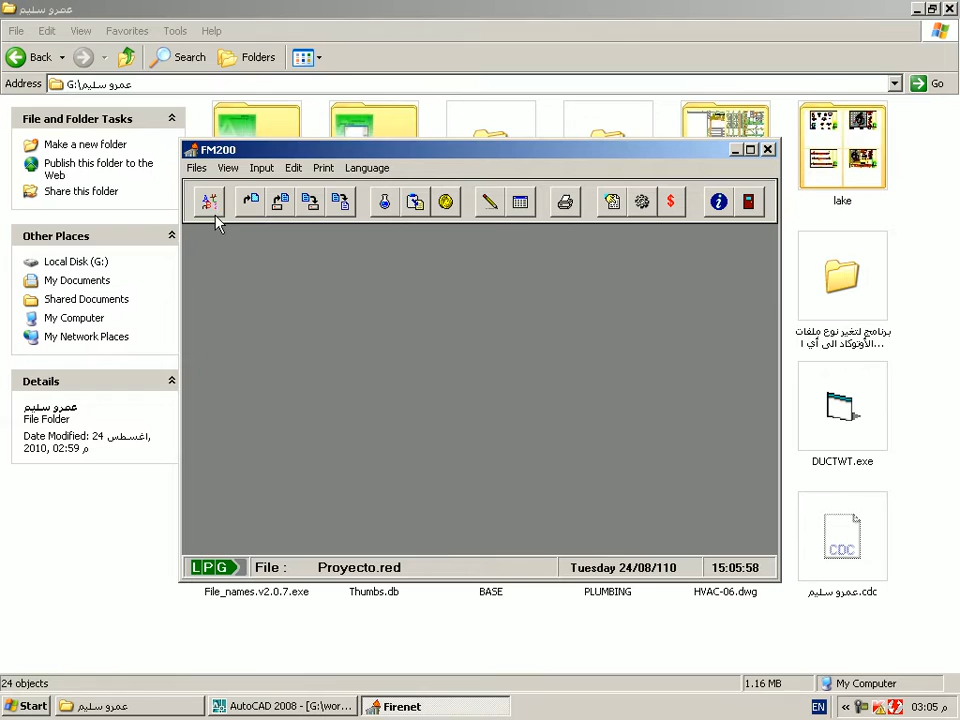 عمرو سليم
File Edit View Favorites Tools Help
Back Search Folders
Address G:\عمرو سليم Go
File and Folder Tasks
Make a new folder
Publish this folder to the
Web
Share this folder
Other Places
Local Disk (G:)
My Documents
Shared Documents
My Computer
My Network Places
Details
عمرو سليم
File Folder
Date Modified: 24 اغسطس,
2010, 02:59 م
FM200
Files View Input Edit Print Language
LPG File : Proyecto.red Tuesday 24/08/110 15:05:58
lake
برنامج لتغير نوع ملفات
الأوتوكاد الى أي ا...
DUCTWT.exe
CDC
File_names.v2.0.7.exe Thumbs.db BASE PLUMBING HVAC-06.dwg عمرو سليم.cdc
24 objects 1.16 MB My Computer
Start عمرو سليم AutoCAD 2008 - [G:\wor... Firenet EN 03:05 م